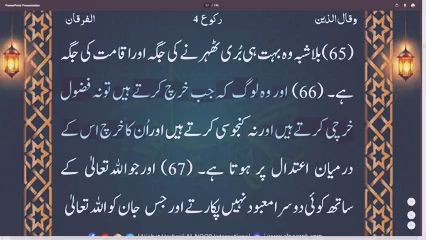 PowerPoint Presentation
وقال الذین رکوع 4 الفرقان
(65) بلاشبہ وہ بہت ہی بُری ٹھہرنے کی جگہ اور اقامت کی جگہ
ہے۔ (66) اور وہ لوگ کہ جب خرچ کرتے ہیں تو نہ فضول
خرچی کرتے ہیں اور نہ کنجوسی کرتے ہیں اور اُن کا خرچ اس کے
درمیان اعتدال پر ہوتا ہے۔ (67) اور جو اللہ تعالیٰ کے
ساتھ کوئی دوسرا معبود نہیں پکارتے اور جس جان کو اللہ تعالیٰ